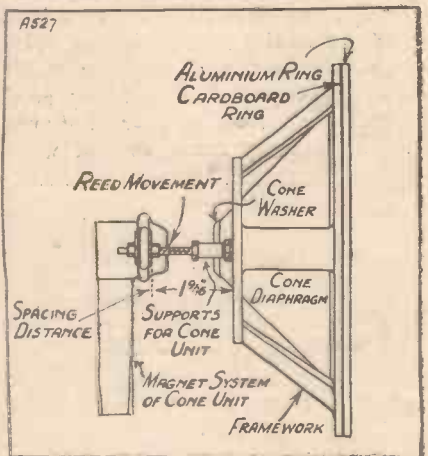 A527
ALUMINIUM RING
CARDBOARD
RING
REED MOVEMENT
CONE
WASHER
1 9/16"
CONE
DIAPHRAGM
SPACING
DISTANCE
SUPPORTS
FOR CONE
UNIT
MAGNET SYSTEM
OF CONE UNIT
FRAMEWORK